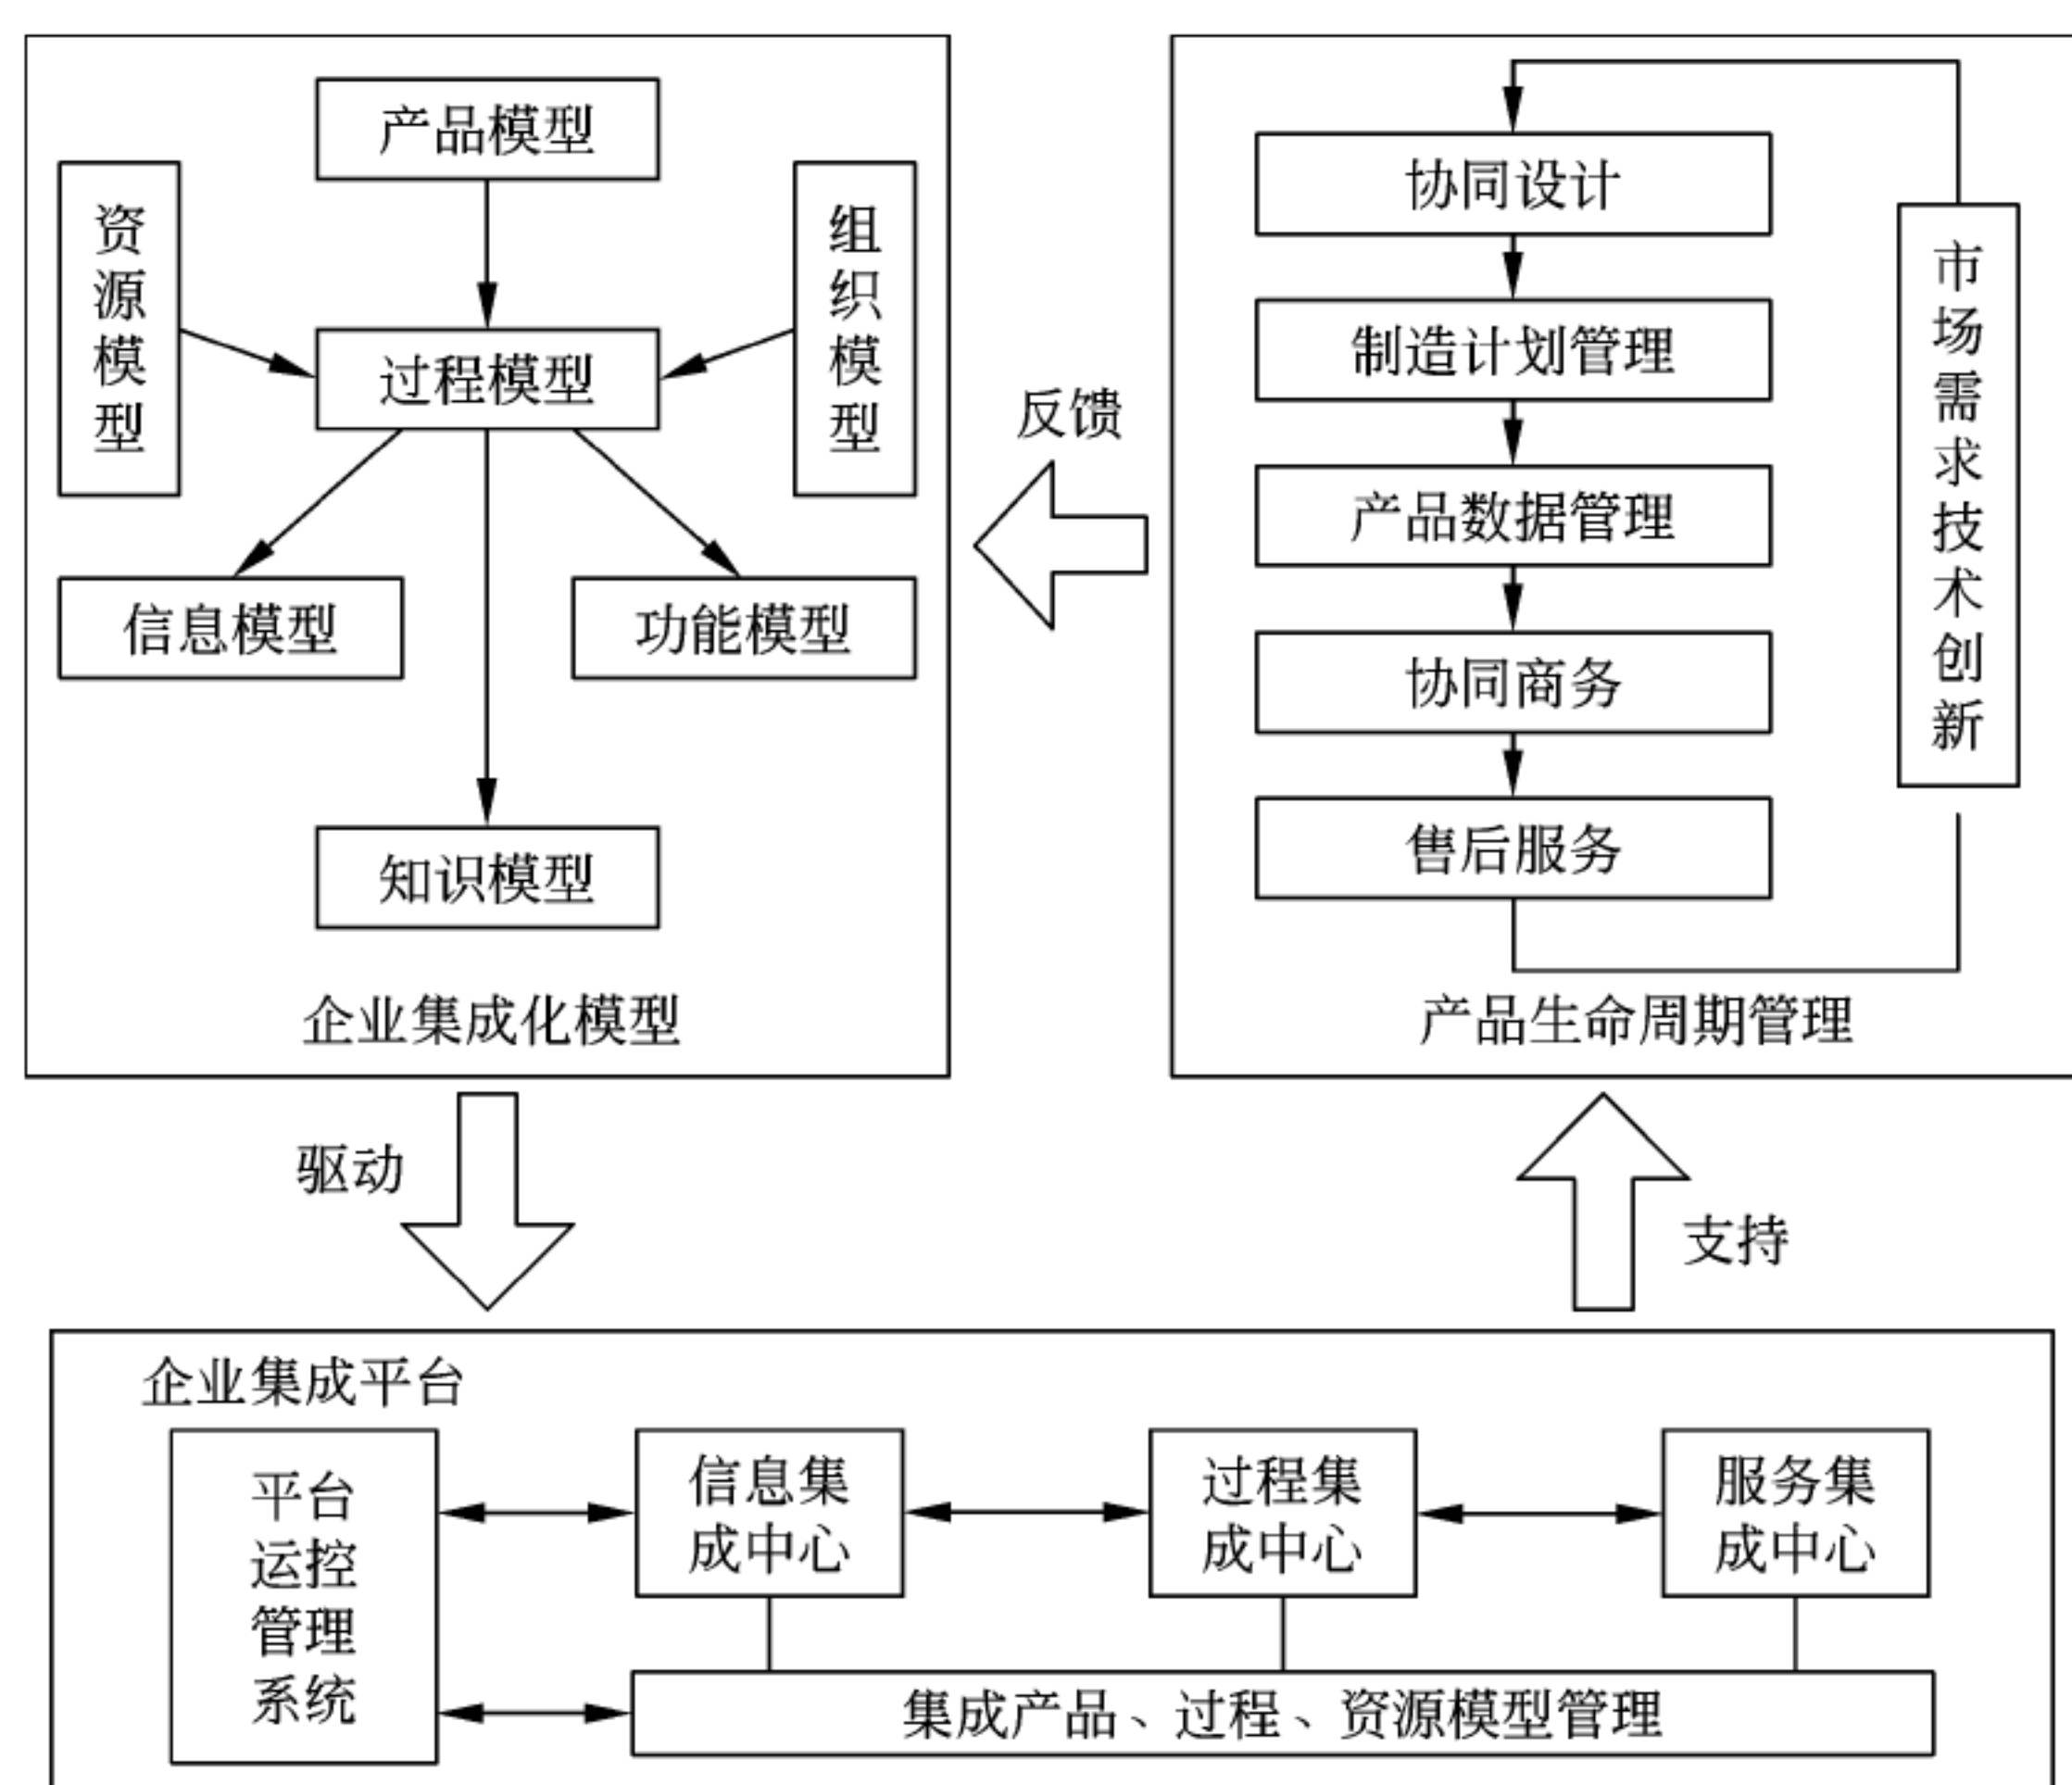 产品模型
资源模型
组织模型
过程模型
信息模型
功能模型
知识模型
企业集成化模型
反馈
协同设计
制造计划管理
产品数据管理
协同商务
售后服务
市场需求技术创新
产品生命周期管理
驱动
支持
企业集成平台
平台
运控
管理
系统
信息集
成中心
过程集
成中心
服务集
成中心
集成产品、过程、资源模型管理